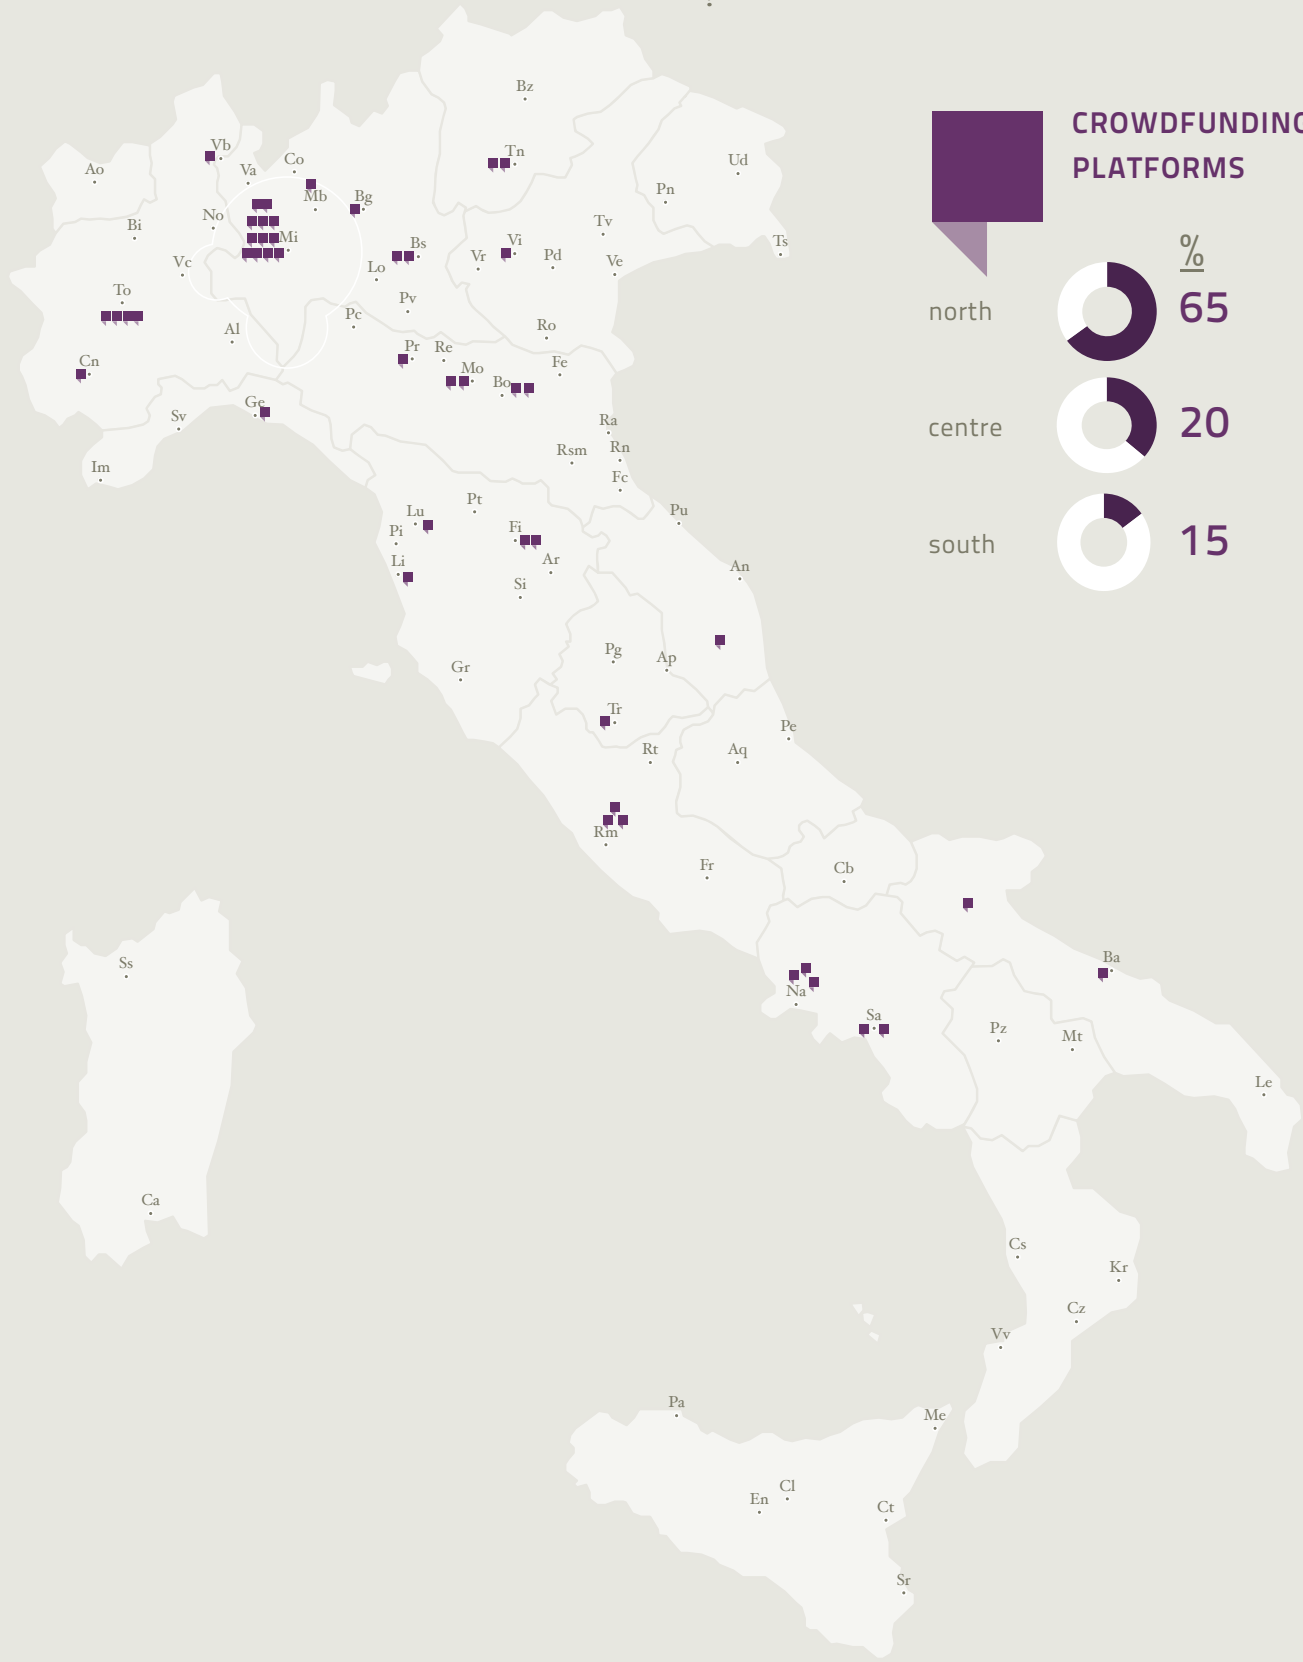 CROWDFUNDING
PLATFORMS
%
north 65
centre 20
south 15
Bz
Vb
Tn
Co
Ao
Va
Ud
Mb
Bg
Pn
No
Tv
Bi
Mi
Bs
Vi
Ts
Vr
Pd
Ve
Vc
Lo
To
Pv
Pc
Al
Ro
Pr
Re
Cn
Mo
Fe
Bo
Ge
Sv
Ra
Rn
Rsm
Im
Fc
Pt
Lu
Pu
Pi
Fi
Li
Ar
An
Si
Pg
Ap
Gr
Tr
Pe
Rt
Aq
Rm
Fr
Cb
Ss
Ba
Na
Sa
Pz
Mt
Le
Ca
Cs
Kr
Cz
Vv
Pa
Me
Cl
En
Ct
Sr